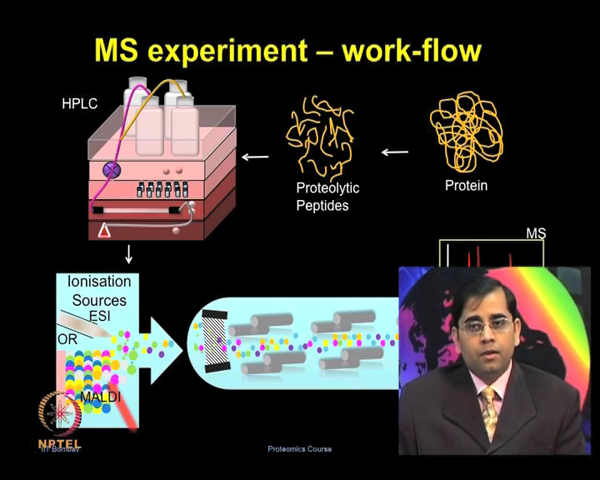 MS experiment – work-flow
HPLC
Proteolytic
Peptides
Protein
MS
Ionisation
Sources
ESI
OR
MALDI
NPTEL
IIT Bombay
Proteomics Course